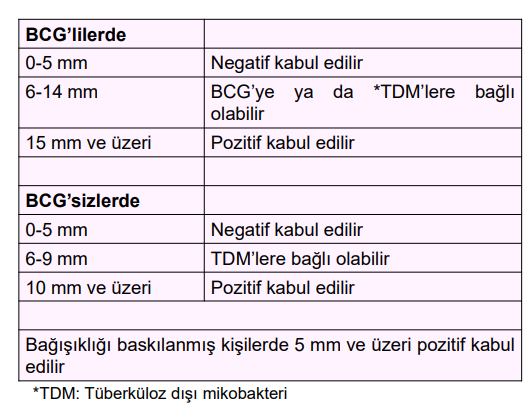 BCG’lilerde
0-5 mm Negatif kabul edilir
6-14 mm BCG’ye ya da *TDM’lere bağlı
olabilir
15 mm ve üzeri Pozitif kabul edilir
BCG’sizlerde
0-5 mm Negatif kabul edilir
6-9 mm TDM’lere bağlı olabilir
10 mm ve üzeri Pozitif kabul edilir
Bağışıklığı baskılanmış kişilerde 5 mm ve üzeri pozitif kabul
edilir
*TDM: Tüberküloz dışı mikobakteri